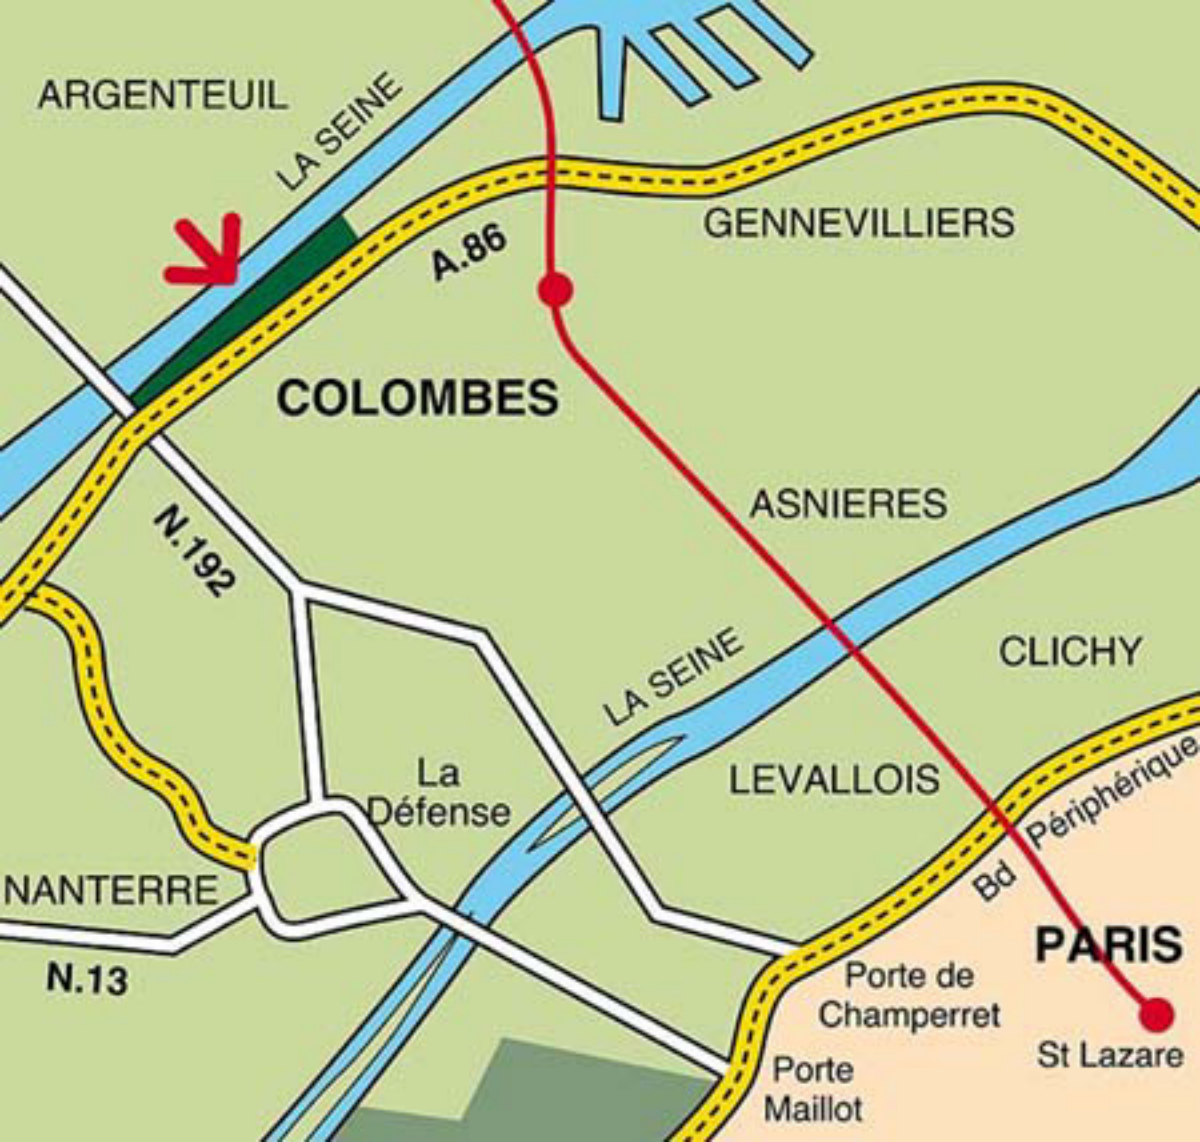 ARGENTEUIL
LA SEINE
GENNEVILLIERS
A.86
COLOMBES
ASNIERES
N.192
LA SEINE
CLICHY
La
Défense
LEVALLOIS
Bd Périphérique
NANTERRE
N.13
PARIS
Porte de
Champerret
St Lazare
Porte
Maillot